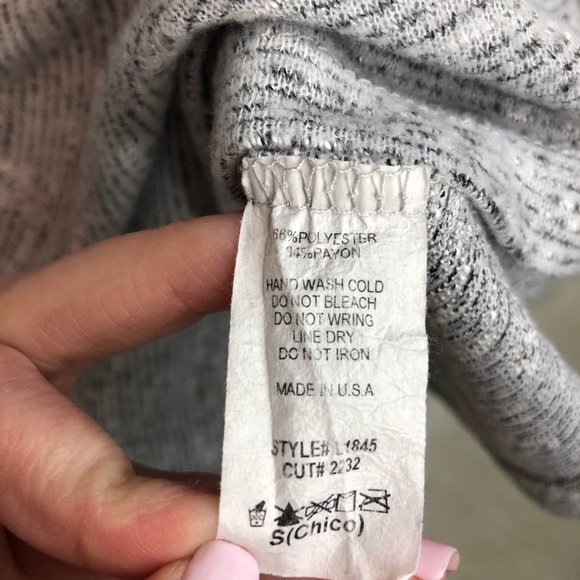 66%POLYESTER
34%RAYON
HAND WASH COLD
DO NOT BLEACH
DO NOT WRING
LINE DRY
DO NOT IRON
MADE IN U.S.A
STYLE# L1845
CUT# 2232
S(Chico)